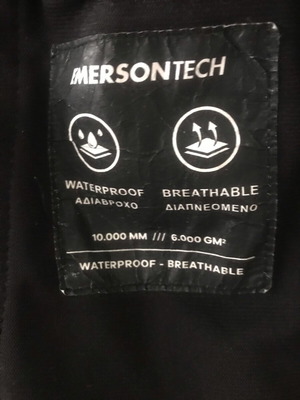 EMERSONTECH
WATERPROOF
ΑΔΙΑΒΡΟΧΟ
BREATHABLE
ΔΙΑΠΝΕΟΜΕΝΟ
10.000 MM /// 6.000 GM²
WATERPROOF - BREATHABLE